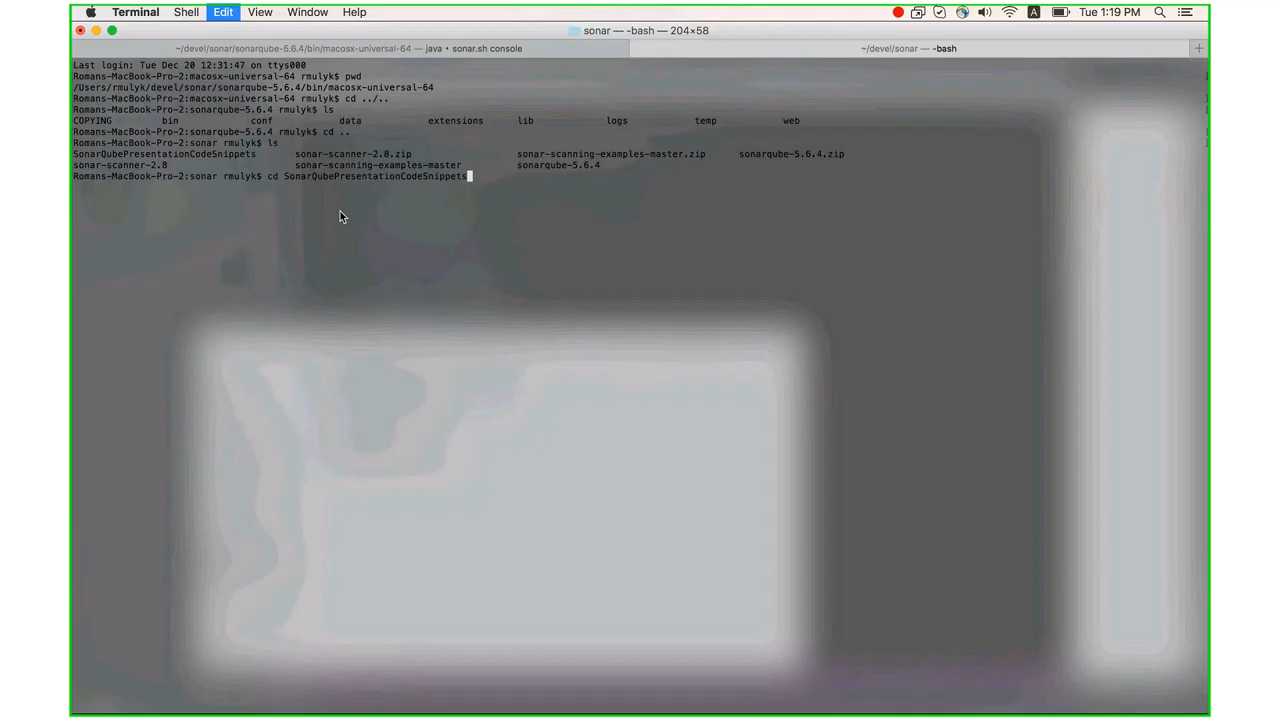 Terminal Shell Edit View Window Help A Tue 1:19 PM
sonar — -bash — 204×58
~/devel/sonar/sonarqube-5.6.4/bin/macosx-universal-64 — java • sonar.sh console ~/devel/sonar — -bash +
Last login: Tue Dec 20 12:31:47 on ttys000
Romans-MacBook-Pro-2:macosx-universal-64 rmulyk$ pwd
/Users/rmulyk/devel/sonar/sonarqube-5.6.4/bin/macosx-universal-64
Romans-MacBook-Pro-2:macosx-universal-64 rmulyk$ cd ../..
Romans-MacBook-Pro-2:sonarqube-5.6.4 rmulyk$ ls
COPYING bin conf data extensions lib logs temp web
Romans-MacBook-Pro-2:sonarqube-5.6.4 rmulyk$ cd ..
Romans-MacBook-Pro-2:sonar rmulyk$ ls
SonarQubePresentationCodeSnippets sonar-scanner-2.8.zip sonar-scanning-examples-master.zip sonarqube-5.6.4.zip
sonar-scanner-2.8 sonar-scanning-examples-master sonarqube-5.6.4
Romans-MacBook-Pro-2:sonar rmulyk$ cd SonarQubePresentationCodeSnippets